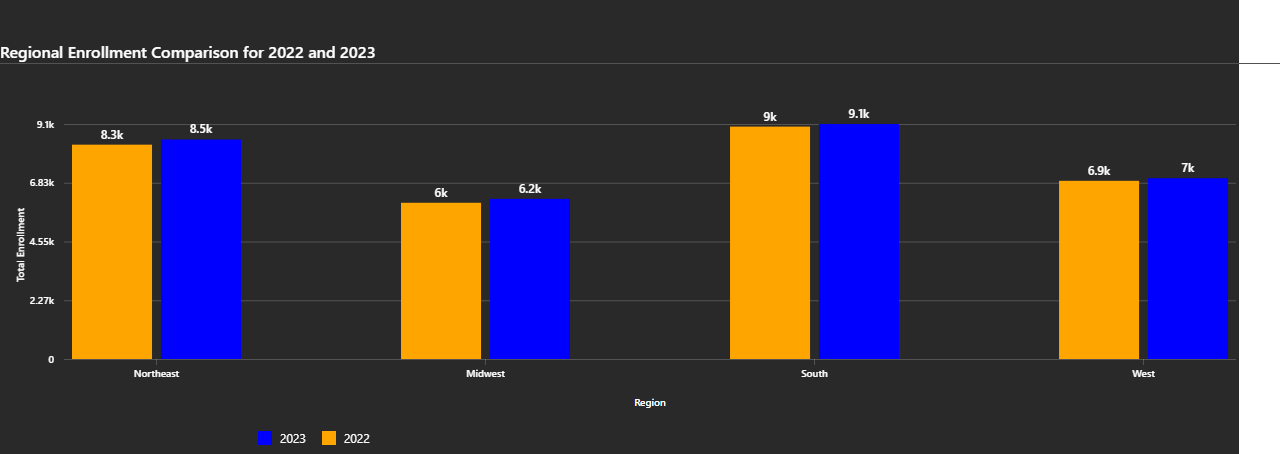 Regional Enrollment Comparison for 2022 and 2023
9.1k
6.83k
4.55k
2.27k
0
Total Enrollment
8.3k
8.5k
6k
6.2k
9k
9.1k
6.9k
7k
Northeast
Midwest
South
West
Region
2023
2022